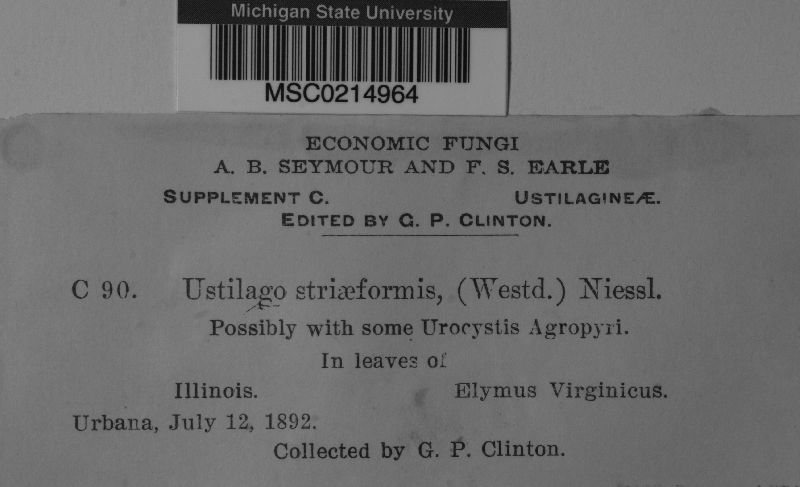 Michigan State University
MSC0214964
ECONOMIC FUNGI
A. B. SEYMOUR AND F. S. EARLE
SUPPLEMENT C. USTILAGINEÆ.
EDITED BY G. P. CLINTON.
C 90. Ustilago striæformis, (Westd.) Niessl.
Possibly with some Urocystis Agropyri.
In leaves of
Illinois. Elymus Virginicus.
Urbana, July 12, 1892.
Collected by G. P. Clinton.